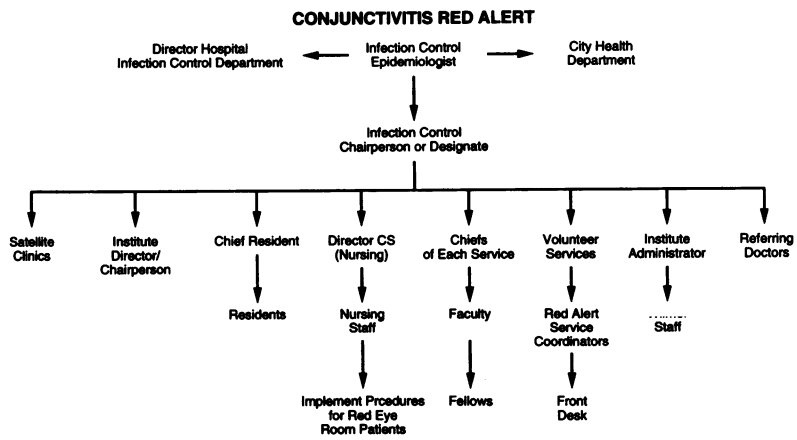 CONJUNCTIVITIS RED ALERT
Director Hospital
Infection Control Department
Infection Control
Epidemiologist
City Health
Department
Infection Control
Chairperson or Designate
Satellite
Clinics
Institute
Director/
Chairperson
Chief Resident
Director CS
(Nursing)
Chiefs
of Each Service
Volunteer
Services
Institute
Administrator
Referring
Doctors
Residents
Nursing
Staff
Faculty
Red Alert
Service
Coordinators
Staff
Implement Prcedures
for Red Eye
Room Patients
Fellows
Front
Desk